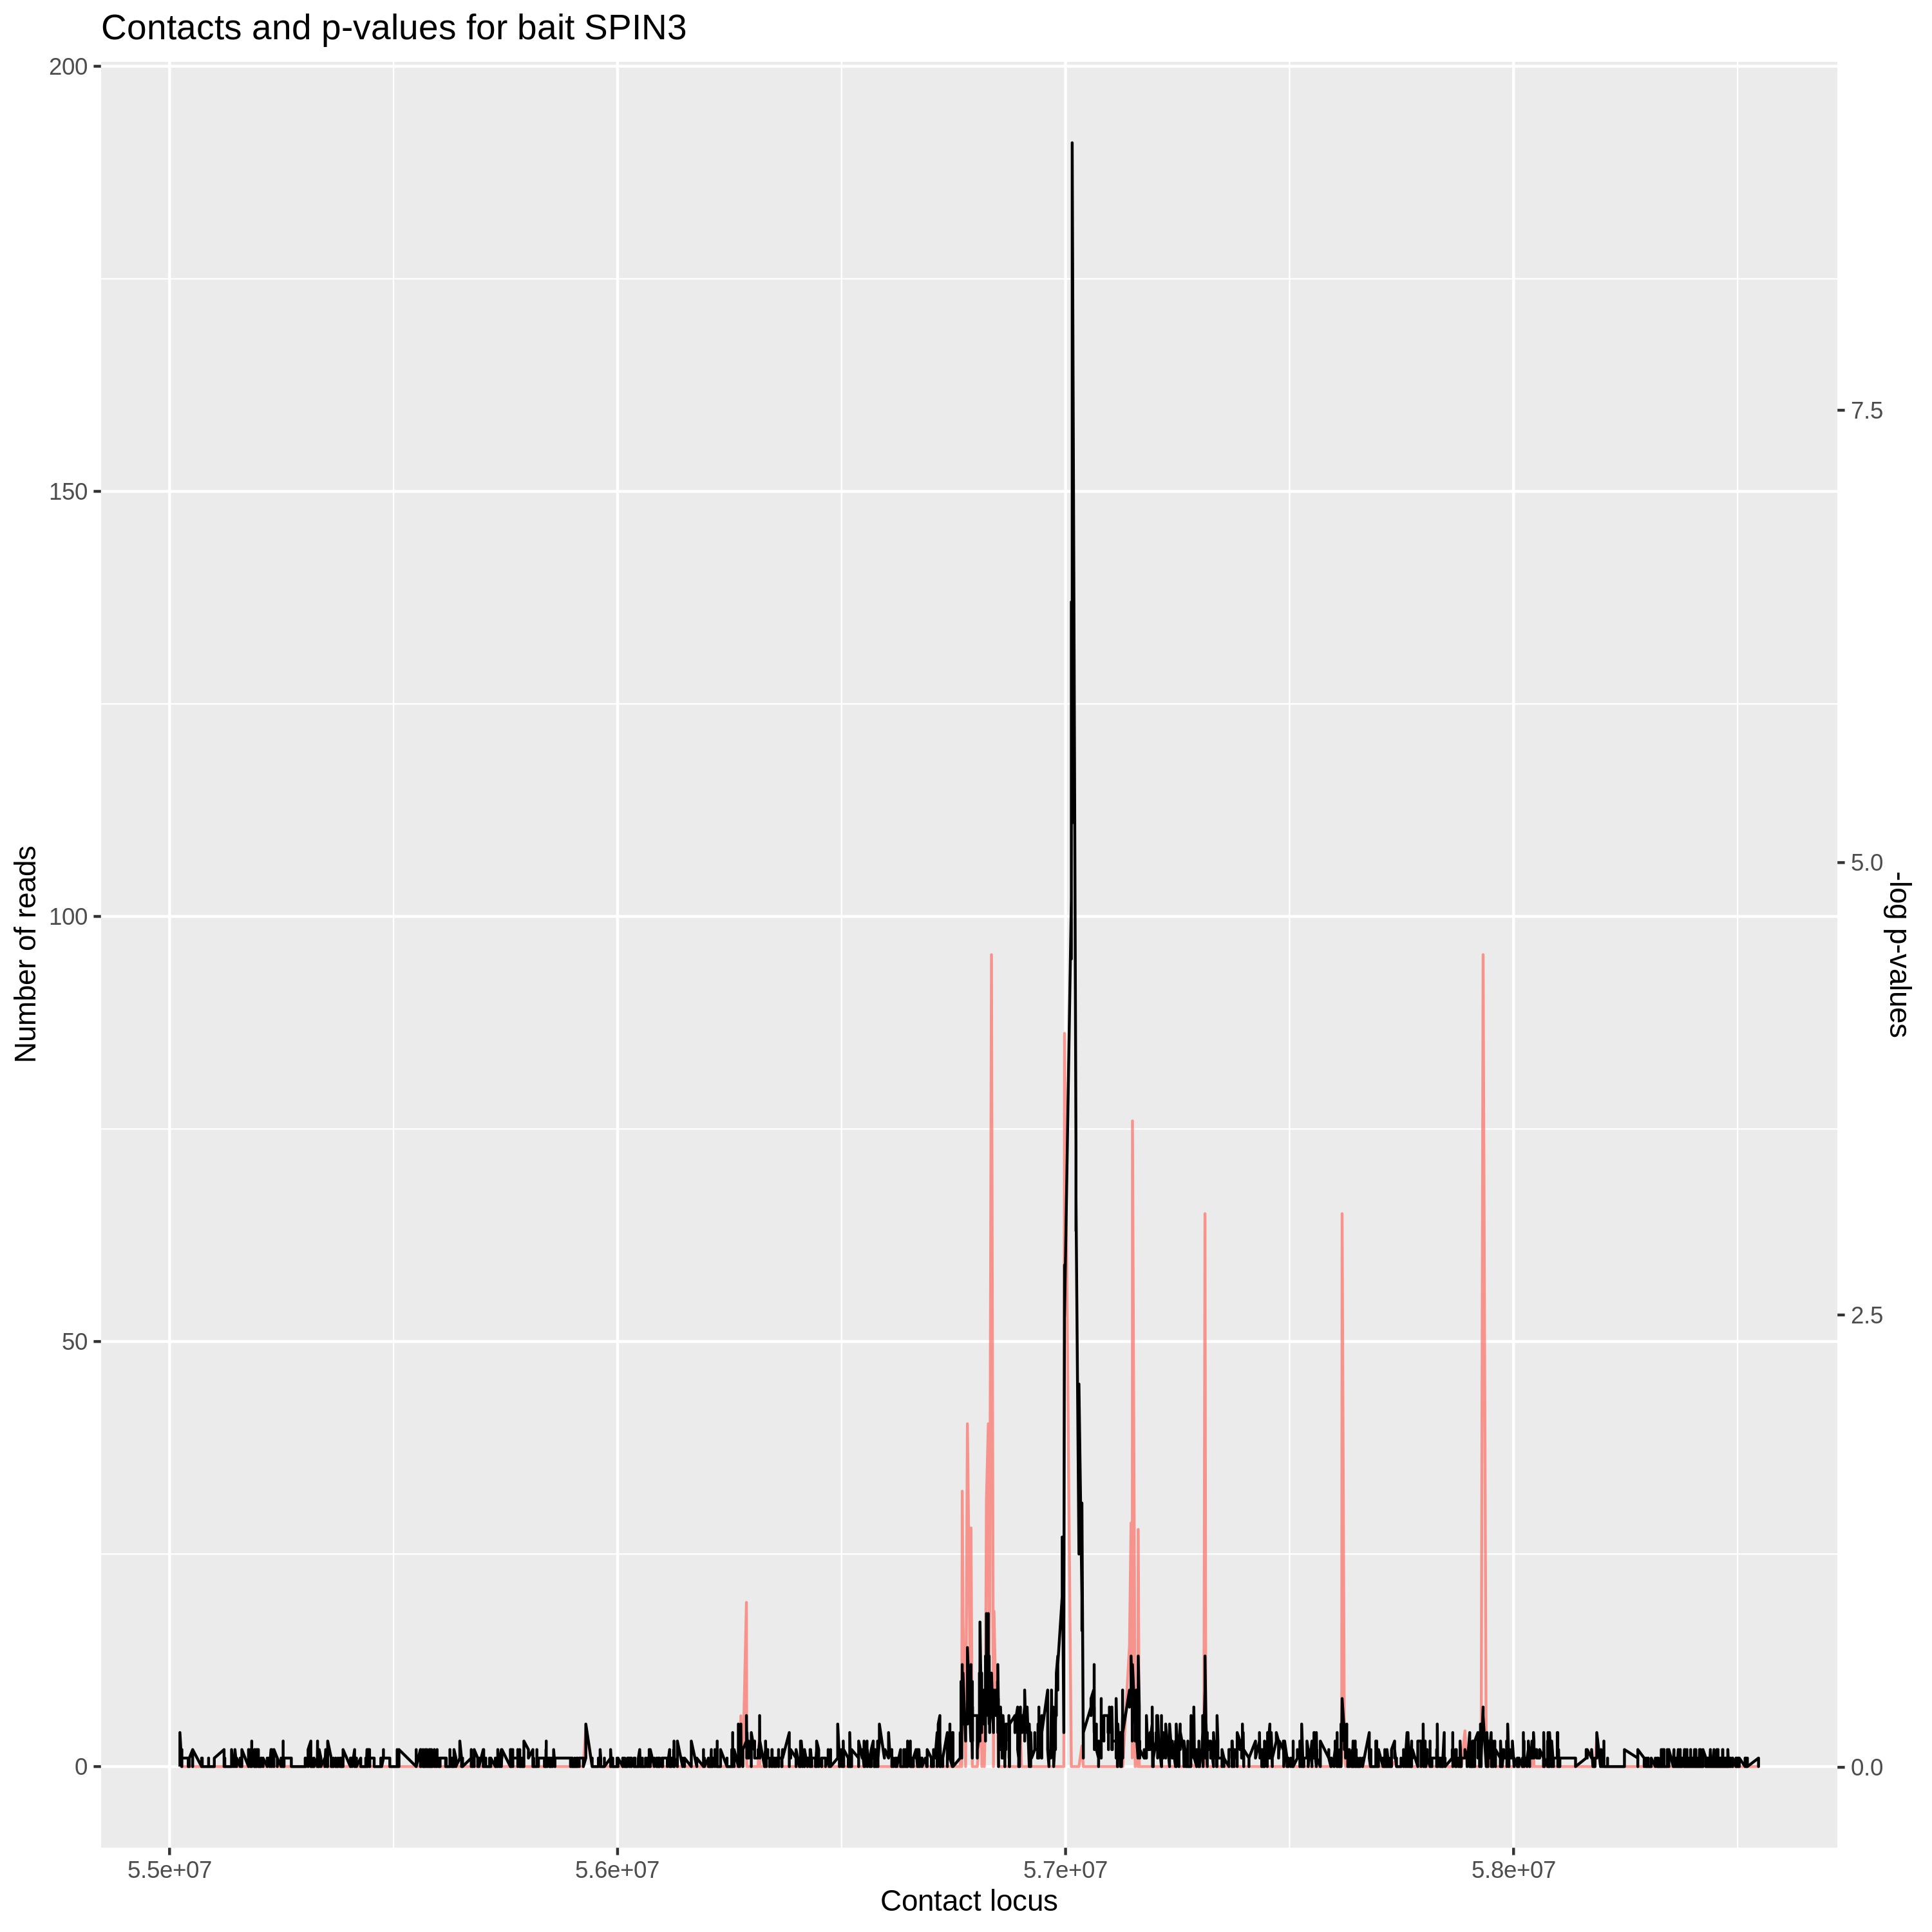 Contacts and p-values for bait SPIN3
200
150
100
50
0
Number of reads
7.5
5.0
2.5
0.0
-log p-values
5.5e+07
5.6e+07
5.7e+07
5.8e+07
Contact locus